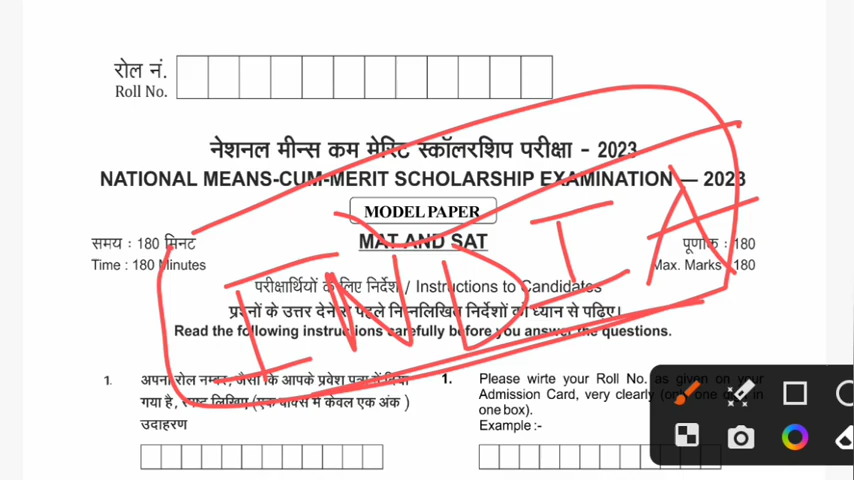 रोल नं.
Roll No.
नेशनल मीन्स कम मेरिट स्कॉलरशिप परीक्षा - 2023
NATIONAL MEANS-CUM-MERIT SCHOLARSHIP EXAMINATION — 2023
MODEL PAPER
समय : 180 मिनट
MAT AND SAT
पूर्णांक : 180
Time : 180 Minutes
Max. Marks : 180
INDIA
परीक्षार्थियों के लिए निर्देश / Instructions to Candidates
प्रश्नों के उत्तर देने से पहले निम्नलिखित निर्देशों को ध्यान से पढ़िए।
Read the following instructions carefully before you answer the questions.
1. अपना रोल नम्बर, जैसा कि आपके प्रवेश पत्र में दिया
गया है, स्पष्ट लिखिए (एक बाक्स में केवल एक अंक )
उदाहरण
1. Please wirte your Roll No. as given on your
Admission Card, very clearly (only one digit in
one box).
Example :-